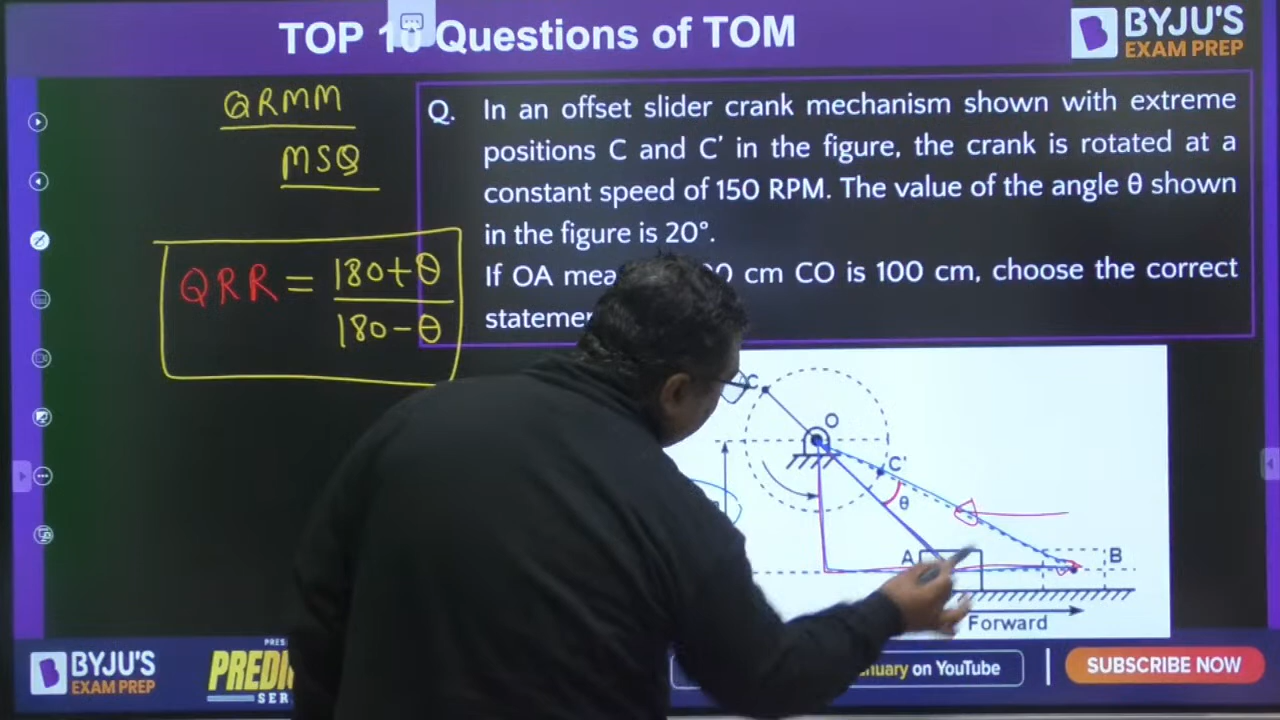 TOP 10 Questions of TOM
BYJU'S
EXAM PREP
QRMM
MSQ
QRR = 180+θ
180-θ
Q. In an offset slider crank mechanism shown with extreme
positions C and C' in the figure, the crank is rotated at a
constant speed of 150 RPM. The value of the angle θ shown
in the figure is 20°.
If OA cm CO is 100 cm, choose the correct
C
O
C'
θ
A
B
Forward
BYJU'S
EXAM PREP
on YouTube
SUBSCRIBE NOW